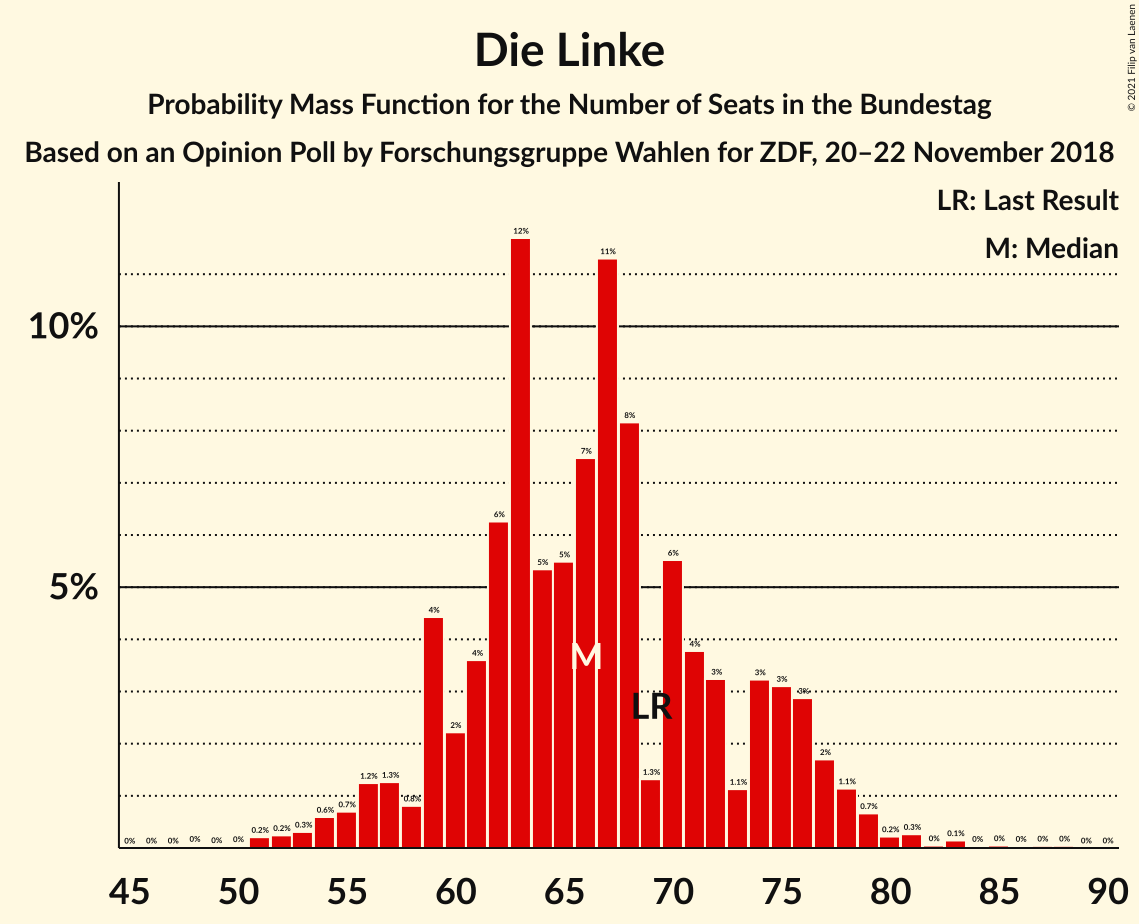 Die Linke
Probability Mass Function for the Number of Seats in the Bundestag
Based on an Opinion Poll by Forschungsgruppe Wahlen for ZDF, 20–22 November 2018
© 2021 Filip van Laenen
LR: Last Result
M: Median
10%
5%
0% 0% 0% 0% 0% 0% 0.2% 0.2% 0.3% 0.6% 0.7% 1.2% 1.3% 0.8% 4% 2% 4% 6% 12% 5% 5% 7% 11% 8% 1.3% 6% 4% 3% 1.1% 3% 3% 3% 2% 1.1% 0.7% 0.2% 0.3% 0% 0.1% 0% 0% 0% 0% 0% 0% 0%
M
LR
45 50 55 60 65 70 75 80 85 90